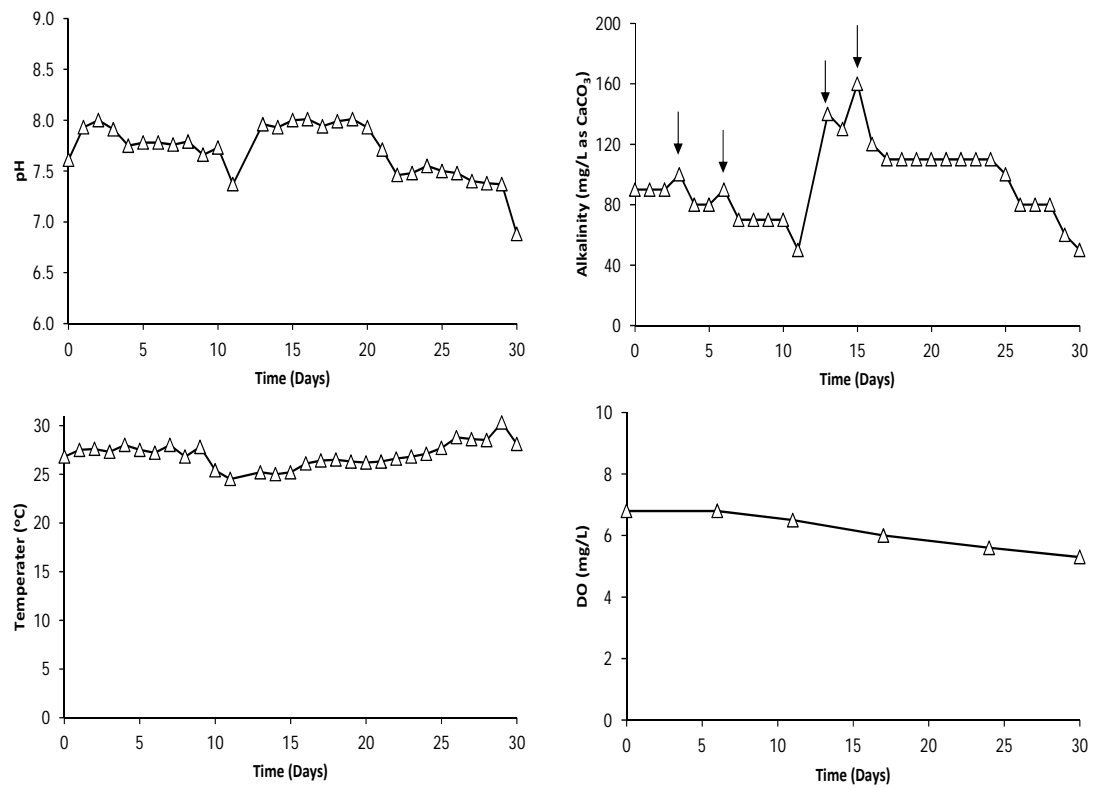 9.0
8.5
8.0
7.5
7.0
6.5
6.0
pH
0 5 10 15 20 25 30
Time (Days)
200
160
120
80
40
0
Alkalinity (mg/L as CaCO₃)
0 5 10 15 20 25 30
Time (Days)
30
25
20
15
10
5
0
Temperater (°C)
0 5 10 15 20 25 30
Time (Days)
10
8
6
4
2
0
DO (mg/L)
0 5 10 15 20 25 30
Time (Days)